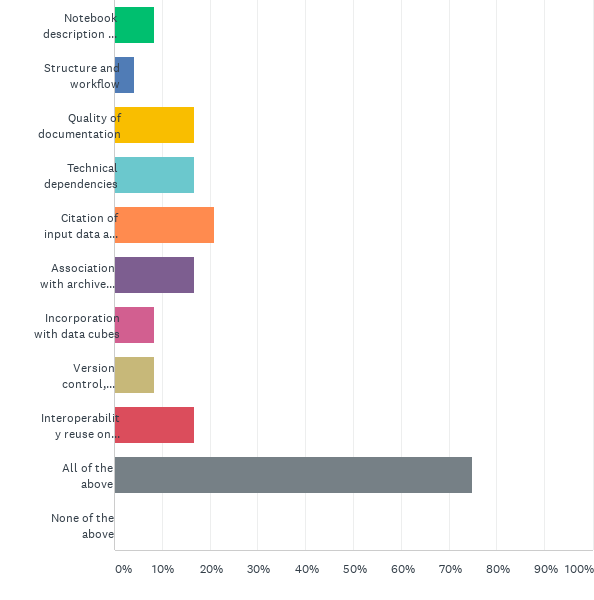 Notebook
description ...
Structure and
workflow
Quality of
documentation
Technical
dependencies
Citation of
input data a...
Association
with archive...
Incorporation
with data cubes
Version
control,...
Interoperabilit
y reuse on...
All of the
above
None of the
above
0% 10% 20% 30% 40% 50% 60% 70% 80% 90% 100%